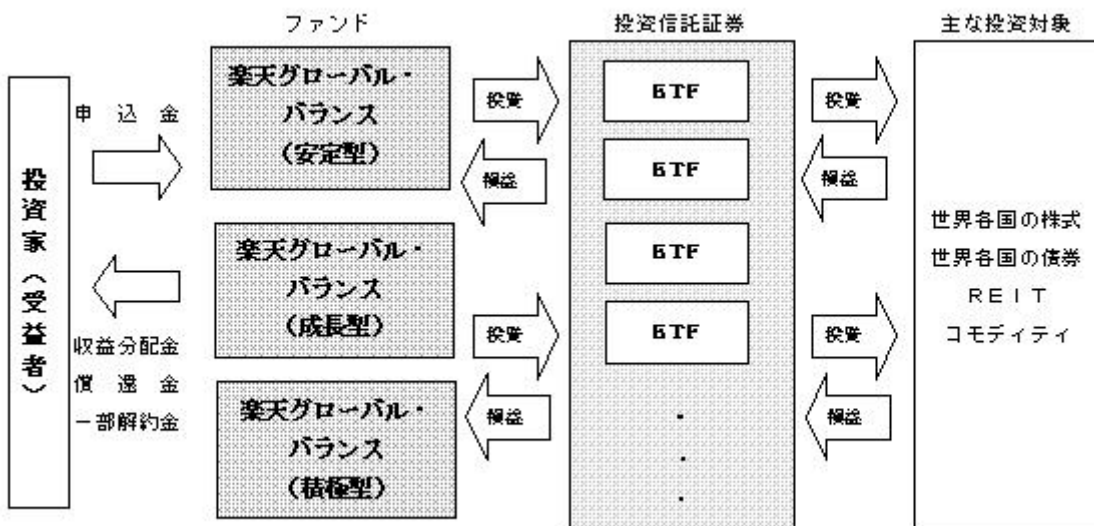 ファンド
投資信託証券
主な投資対象
投資家(受益者)
申込金
収益分配金
償還金
一部解約金
楽天グローバル・
バランス
(安定型)
楽天グローバル・
バランス
(成長型)
楽天グローバル・
バランス
(積極型)
投資
損益
投資
損益
ETF
ETF
ETF
ETF
・
・
・
投資
損益
投資
損益
世界各国の株式
世界各国の債券
REIT
コモディティ